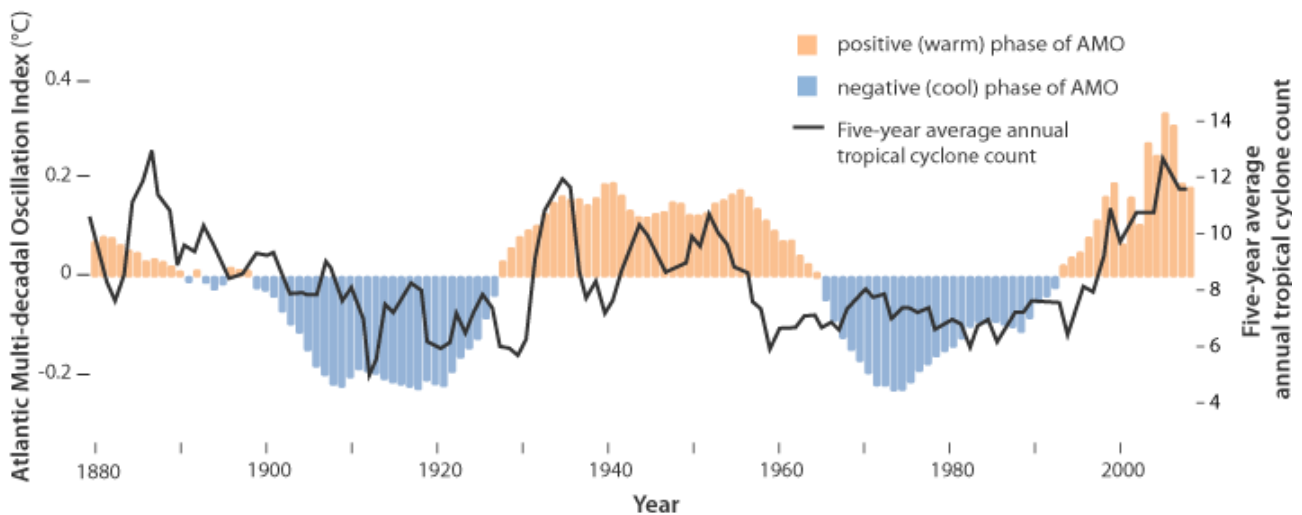 Atlantic Multi-decadal Oscillation Index (°C)
0.4
0.2
0
-0.2
positive (warm) phase of AMO
negative (cool) phase of AMO
Five-year average annual
tropical cyclone count
14
12
10
8
6
4
Five-year average
annual tropical cyclone count
1880
1900
1920
1940
1960
1980
2000
Year